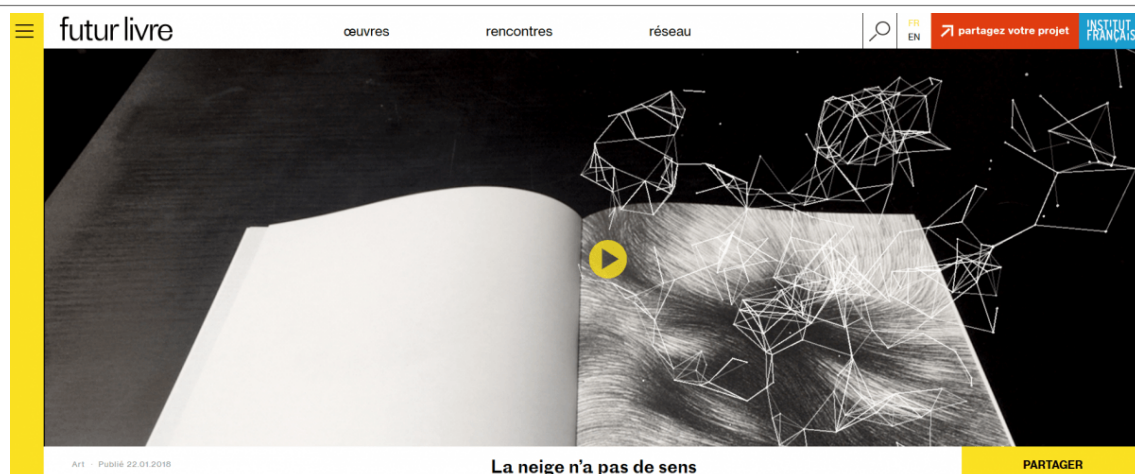 futur livre
œuvres
rencontres
réseau
FR
EN
partagez votre projet
INSTITUT
FRANÇAIS
Art · Publié 22.01.2018
La neige n'a pas de sens
PARTAGER